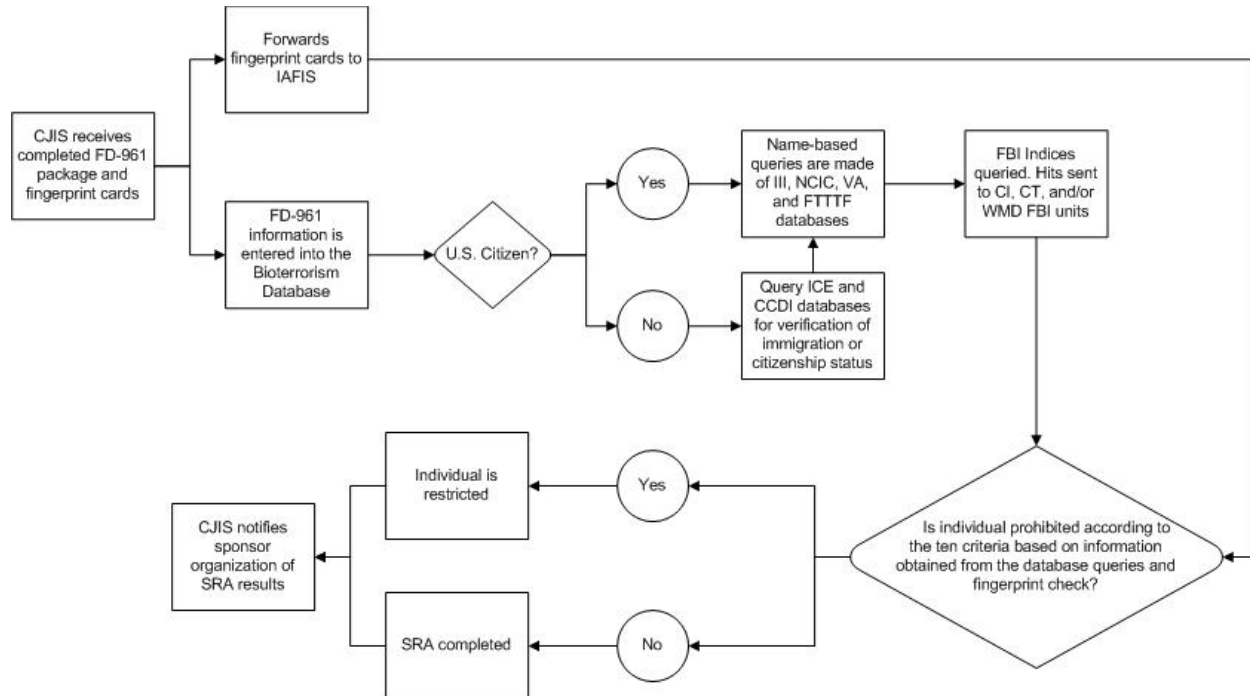 Forwards
fingerprint cards to
IAFIS
CJIS receives
completed FD-961
package and
fingerprint cards
FD-961
information is
entered into the
Bioterrorism
Database
U.S. Citizen?
Yes
No
Name-based
queries are made
of III, NCIC, VA,
and FTTTF
databases
Query ICE and
CCDI databases
for verification of
immigration or
citizenship status
FBI Indices
queried. Hits sent
to CI, CT, and/or
WMD FBI units
Is individual prohibited according to
the ten criteria based on information
obtained from the database queries and
fingerprint check?
Yes
No
Individual is
restricted
SRA completed
CJIS notifies
sponsor
organization of
SRA results